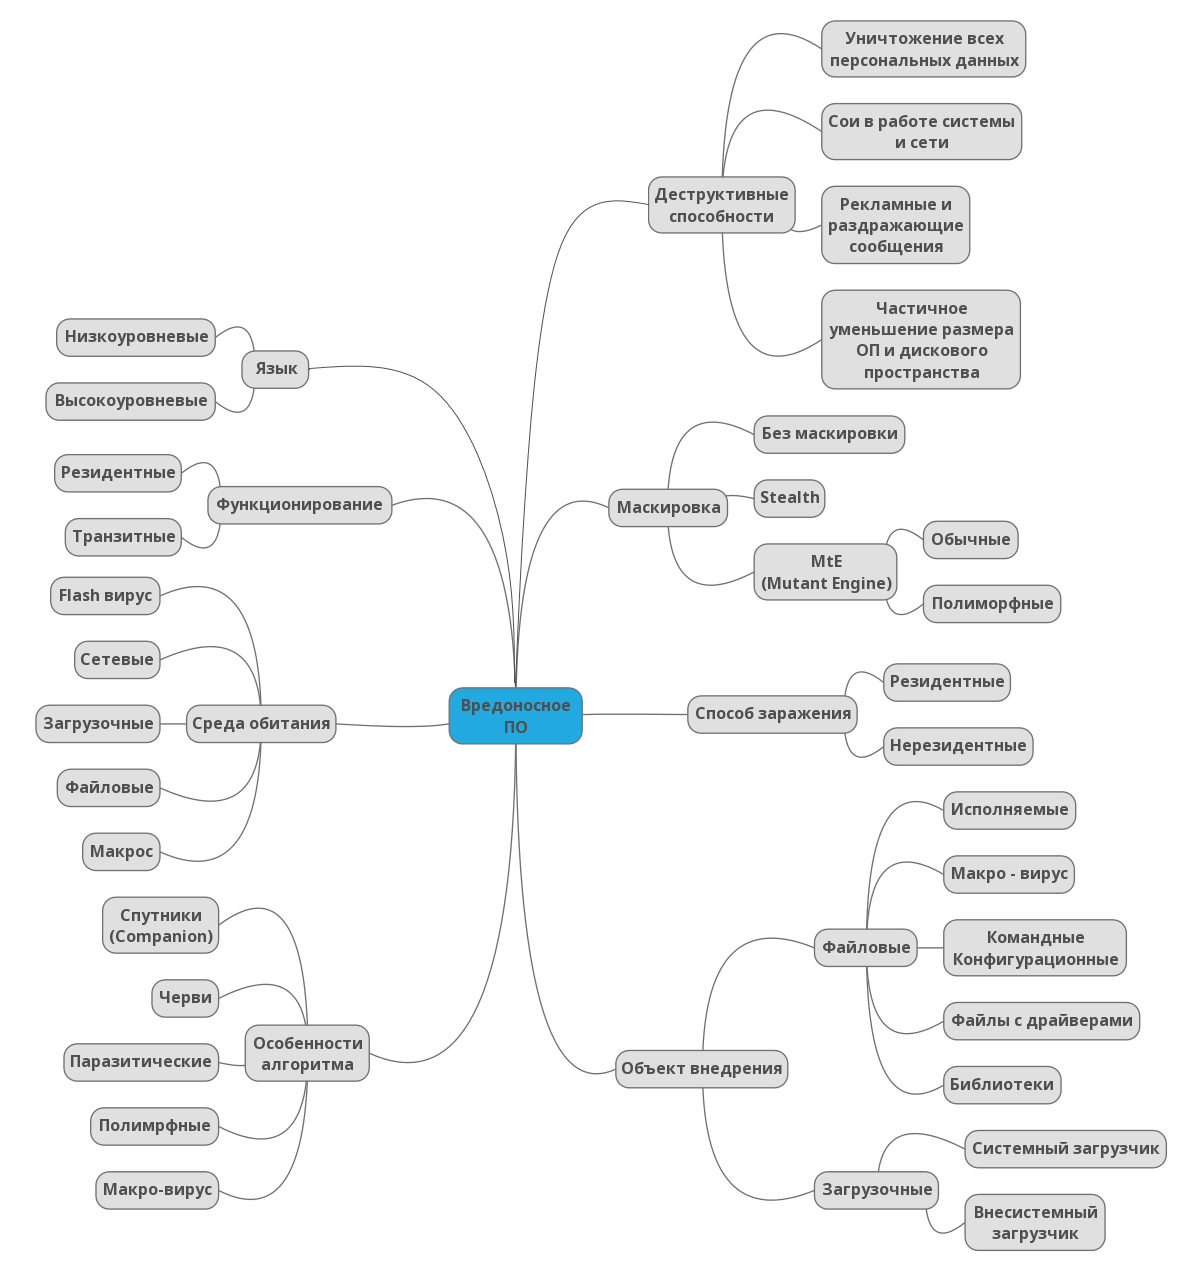 Вредоносное
ПО
Деструктивные
способности
Уничтожение всех
персональных данных
Сои в работе системы
и сети
Рекламные и
раздражающие
сообщения
Частичное
уменьшение размера
ОП и дискового
пространства
Маскировка
Без маскировки
Stealth
MtE
(Mutant Engine)
Обычные
Полиморфные
Способ заражения
Резидентные
Нерезидентные
Объект внедрения
Файловые
Исполняемые
Макро - вирус
Командные
Конфигурационные
Файлы с драйверами
Библиотеки
Загрузочные
Системный загрузчик
Внесистемный
загрузчик
Язык
Низкоуровневые
Высокоуровневые
Функционирование
Резидентные
Транзитные
Среда обитания
Flash вирус
Сетевые
Загрузочные
Файловые
Макрос
Особенности
алгоритма
Спутники
(Companion)
Черви
Паразитические
Полимрфные
Макро-вирус